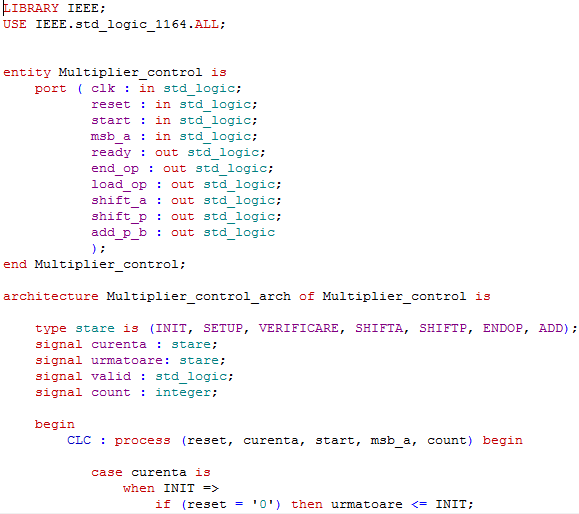 LIBRARY IEEE;
USE IEEE.std_logic_1164.ALL;
entity Multiplier_control is
port ( clk : in std_logic;
reset : in std_logic;
start : in std_logic;
msb_a : in std_logic;
ready : out std_logic;
end_op : out std_logic;
load_op : out std_logic;
shift_a : out std_logic;
shift_p : out std_logic;
add_p_b : out std_logic
);
end Multiplier_control;
architecture Multiplier_control_arch of Multiplier_control is
type stare is (INIT, SETUP, VERIFICARE, SHIFTA, SHIFTP, ENDOP, ADD);
signal curenta : stare;
signal urmatoare: stare;
signal valid : std_logic;
signal count : integer;
begin
CLC : process (reset, curenta, start, msb_a, count) begin
case curenta is
when INIT =>
if (reset = '0') then urmatoare <= INIT;